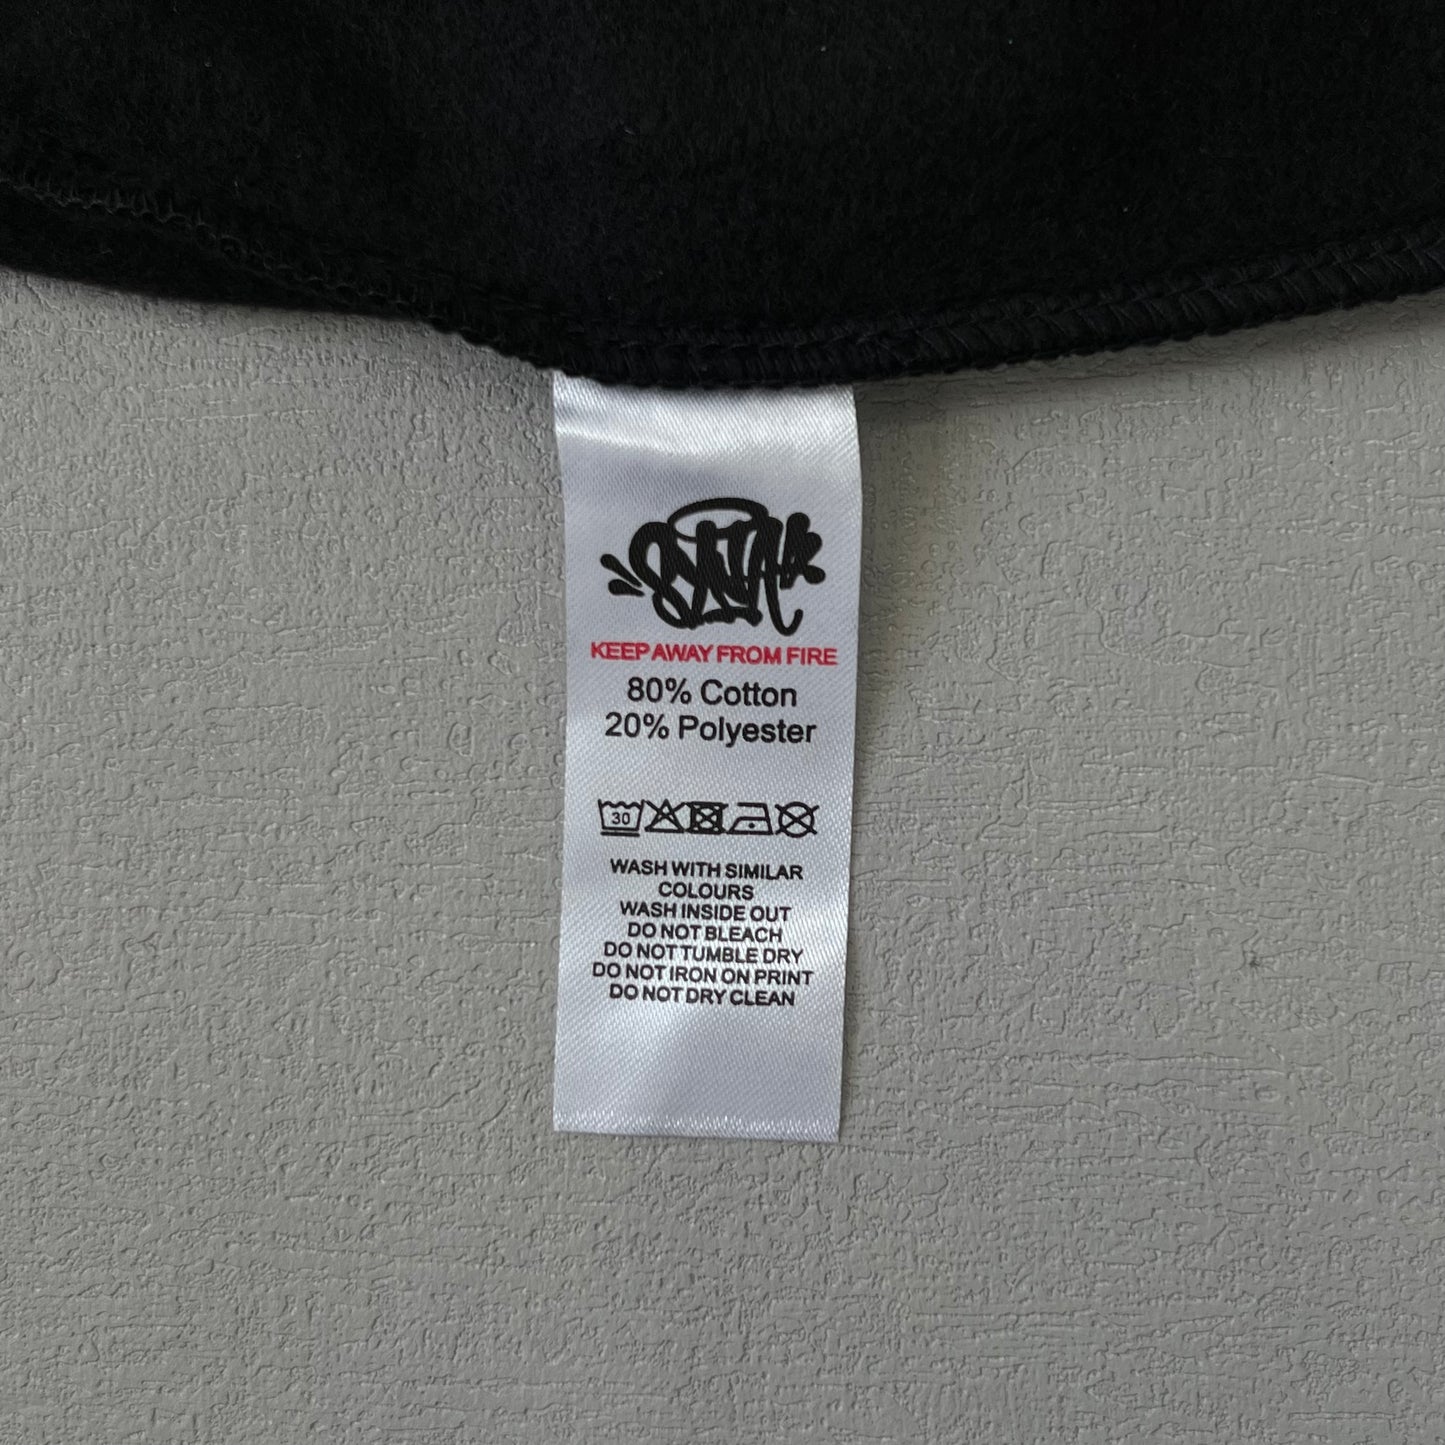 SYNA
KEEP AWAY FROM FIRE
80% Cotton
20% Polyester
30
WASH WITH SIMILAR
COLOURS
WASH INSIDE OUT
DO NOT BLEACH
DO NOT TUMBLE DRY
DO NOT IRON ON PRINT
DO NOT DRY CLEAN